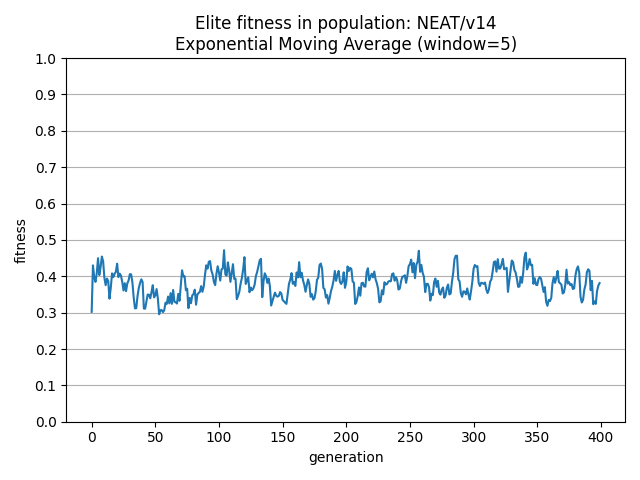 Elite fitness in population: NEAT/v14
Exponential Moving Average (window=5)
1.0
0.9
0.8
0.7
0.6
0.5
0.4
0.3
0.2
0.1
0.0
fitness
0 50 100 150 200 250 300 350 400
generation